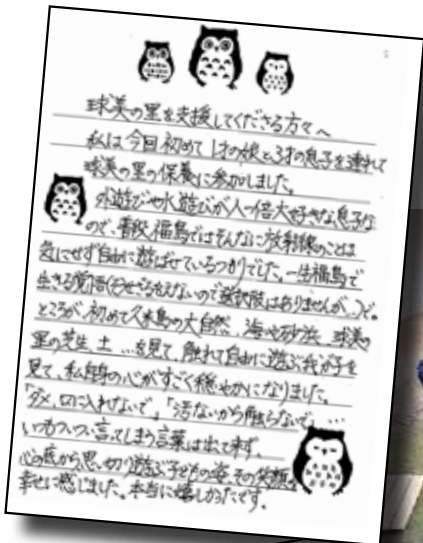 球美の里を支援してくださる方々へ
私は今回初めて1才の娘と3才の息子を連れて
球美の里の保養に参加しました。
外遊びや水遊びが人一倍大好きな息子な
ので、普段、福島ではそんなに放射線のことは
気にせず自由に遊ばせているつもりでした。一生福島で
生きる覚悟(そうせざるをえないので選択肢はありませんが…)で。
ところが、初めて久米島の大自然、海や砂浜、球美の
里の芝生、土…を見て、触れて自由に遊ぶ我が子を
見て、私自身の心がすごく穏やかになりました。
「ダメ、口に入れないで」「汚ないから触らないで」…
いつもついつい言ってしまう言葉は出て来ず、
心の底から思い切り遊ぶ子どもの姿、その笑顔を
幸せに感じました。本当に嬉しかったです。